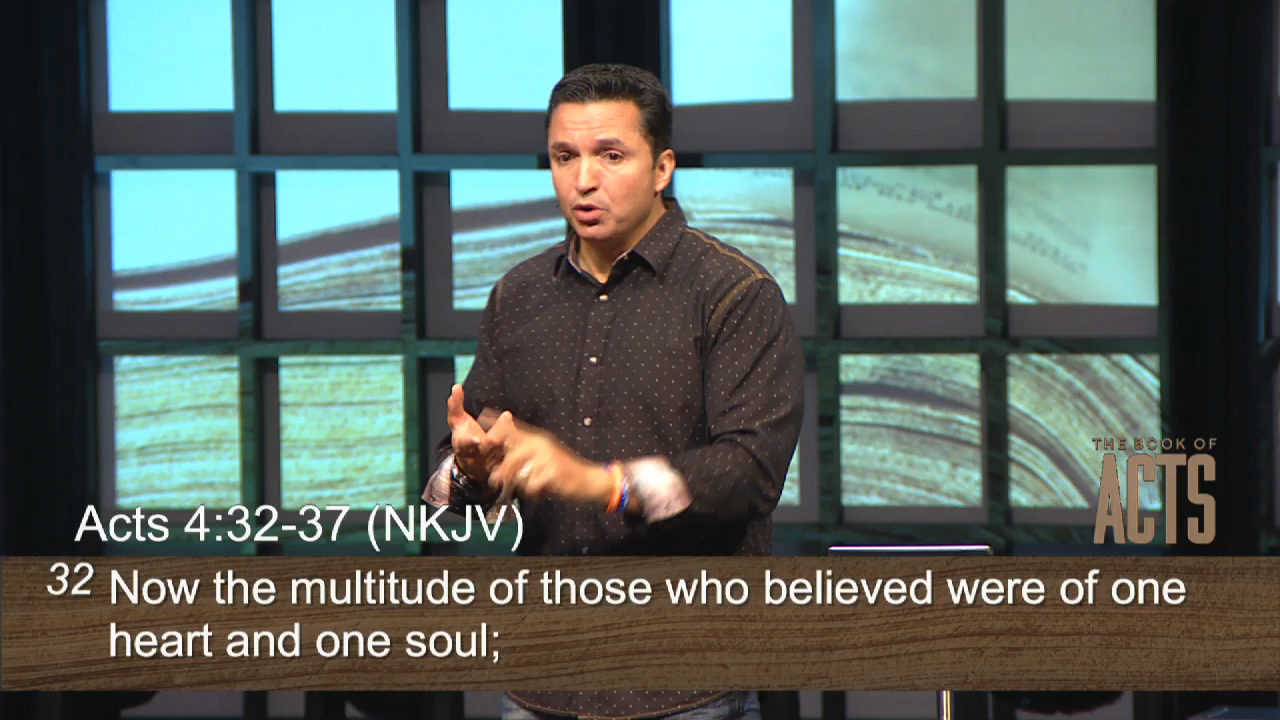 THE BOOK OF
ACTS
Acts 4:32-37 (NKJV)
32 Now the multitude of those who believed were of one
heart and one soul;